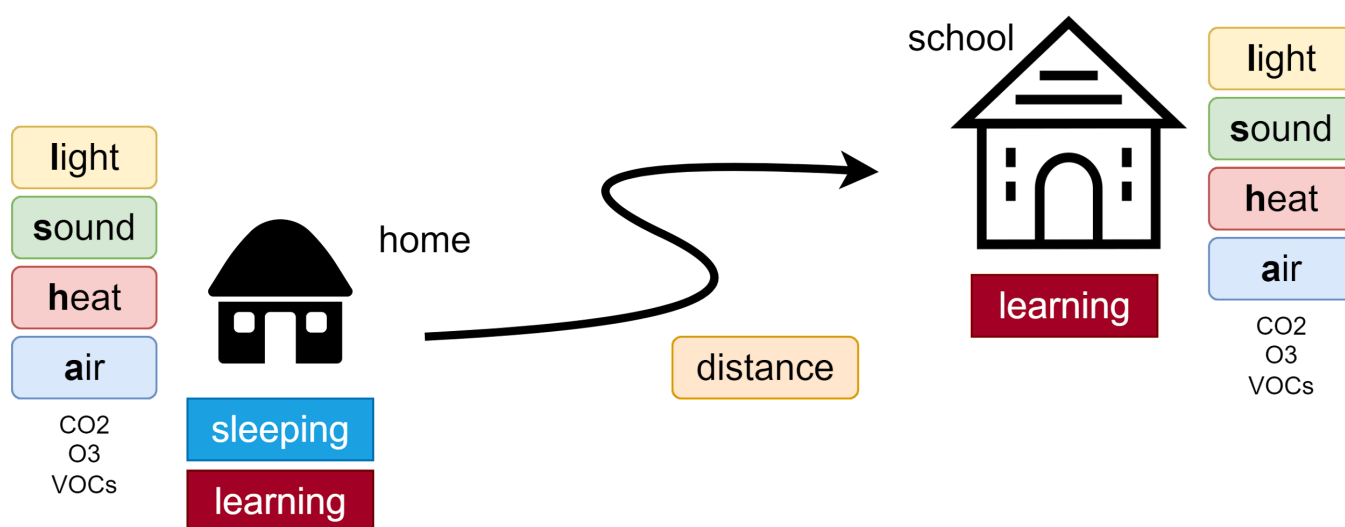 light
sound
heat
air
CO2
O3
VOCs
home
sleeping
learning
distance
school
learning
light
sound
heat
air
CO2
O3
VOCs